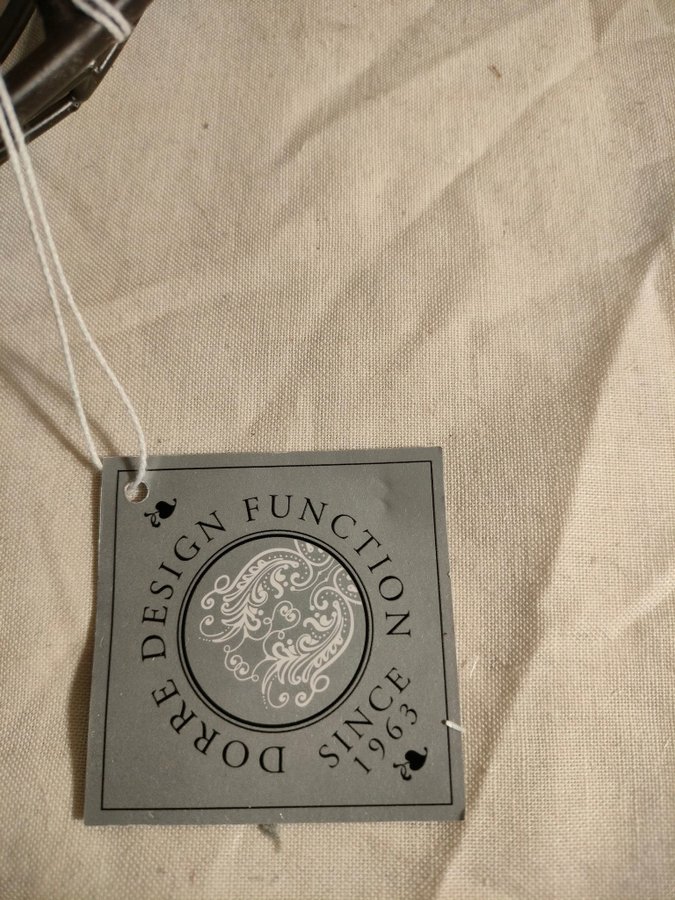 DORRE DESIGN FUNCTION
SINCE
1963